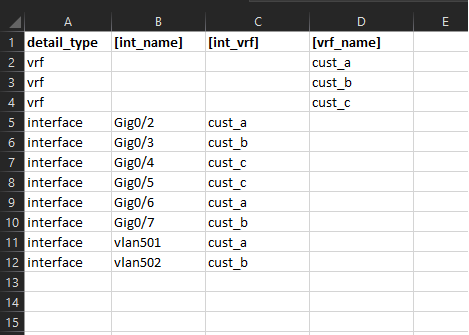 A B C D E
1 detail_type [int_name] [int_vrf] [vrf_name]
2 vrf cust_a
3 vrf cust_b
4 vrf cust_c
5 interface Gig0/2 cust_a
6 interface Gig0/3 cust_b
7 interface Gig0/4 cust_c
8 interface Gig0/5 cust_c
9 interface Gig0/6 cust_a
10 interface Gig0/7 cust_b
11 interface vlan501 cust_a
12 interface vlan502 cust_b
13
14
15